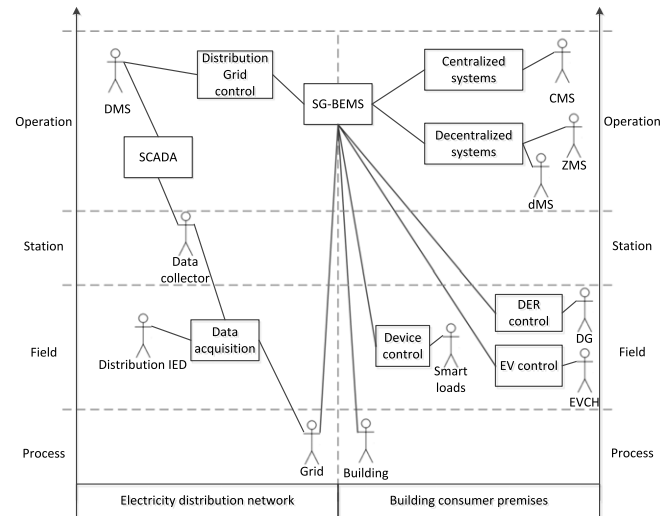 Distribution
Grid
control
Centralized
systems
CMS
DMS
SG-BEMS
Operation
Operation
SCADA
Decentralized
systems
ZMS
dMS
Station
Station
Data
collector
DER
control
DG
Data
acquisition
Device
control
Field
Field
Distribution IED
Smart
loads
EV control
EVCH
Process
Process
Grid
Building
Electricity distribution network
Building consumer premises